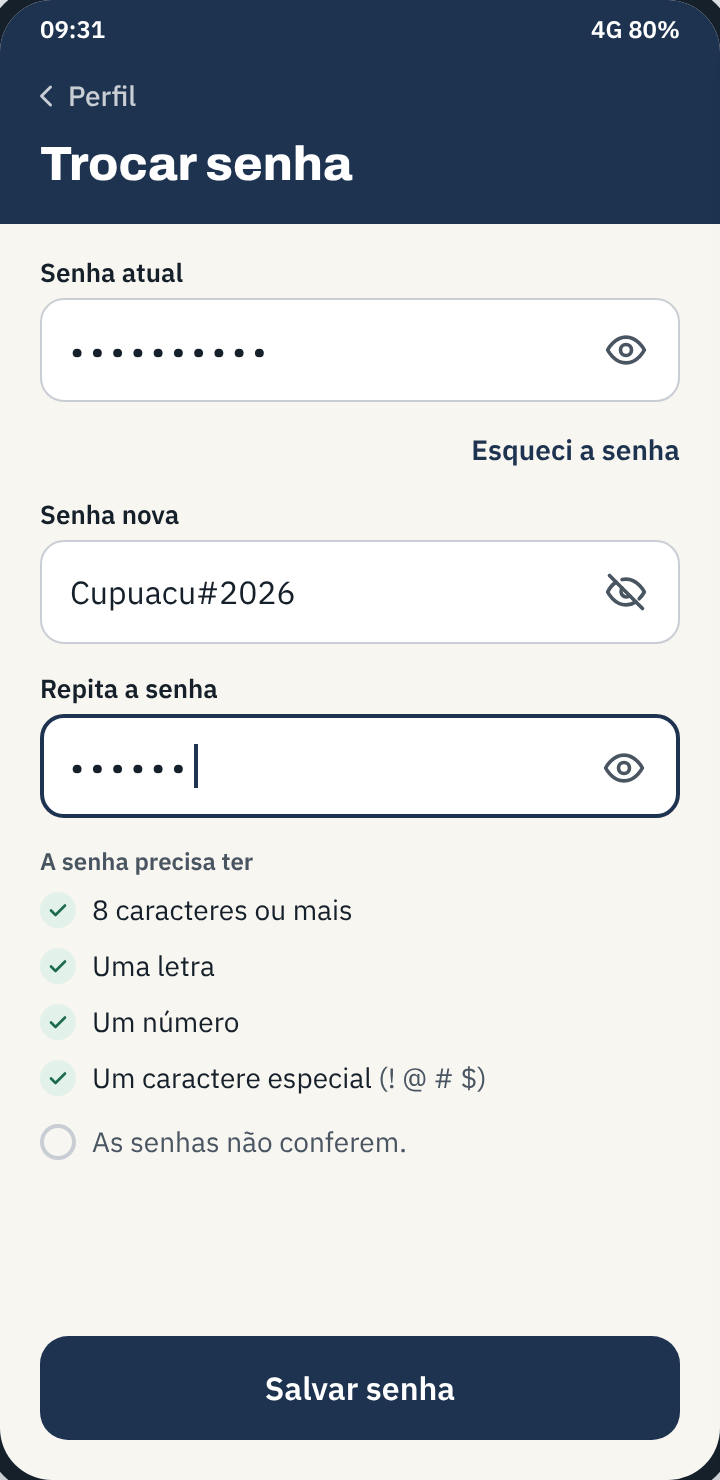 09:31 4G 80%
Perfil
Trocar senha
Senha atual
••••••••••
Esqueci a senha
Senha nova
Cupuacu#2026
Repita a senha
••••••
A senha precisa ter
8 caracteres ou mais
Uma letra
Um número
Um caractere especial (! @ # $)
As senhas não conferem.
Salvar senha